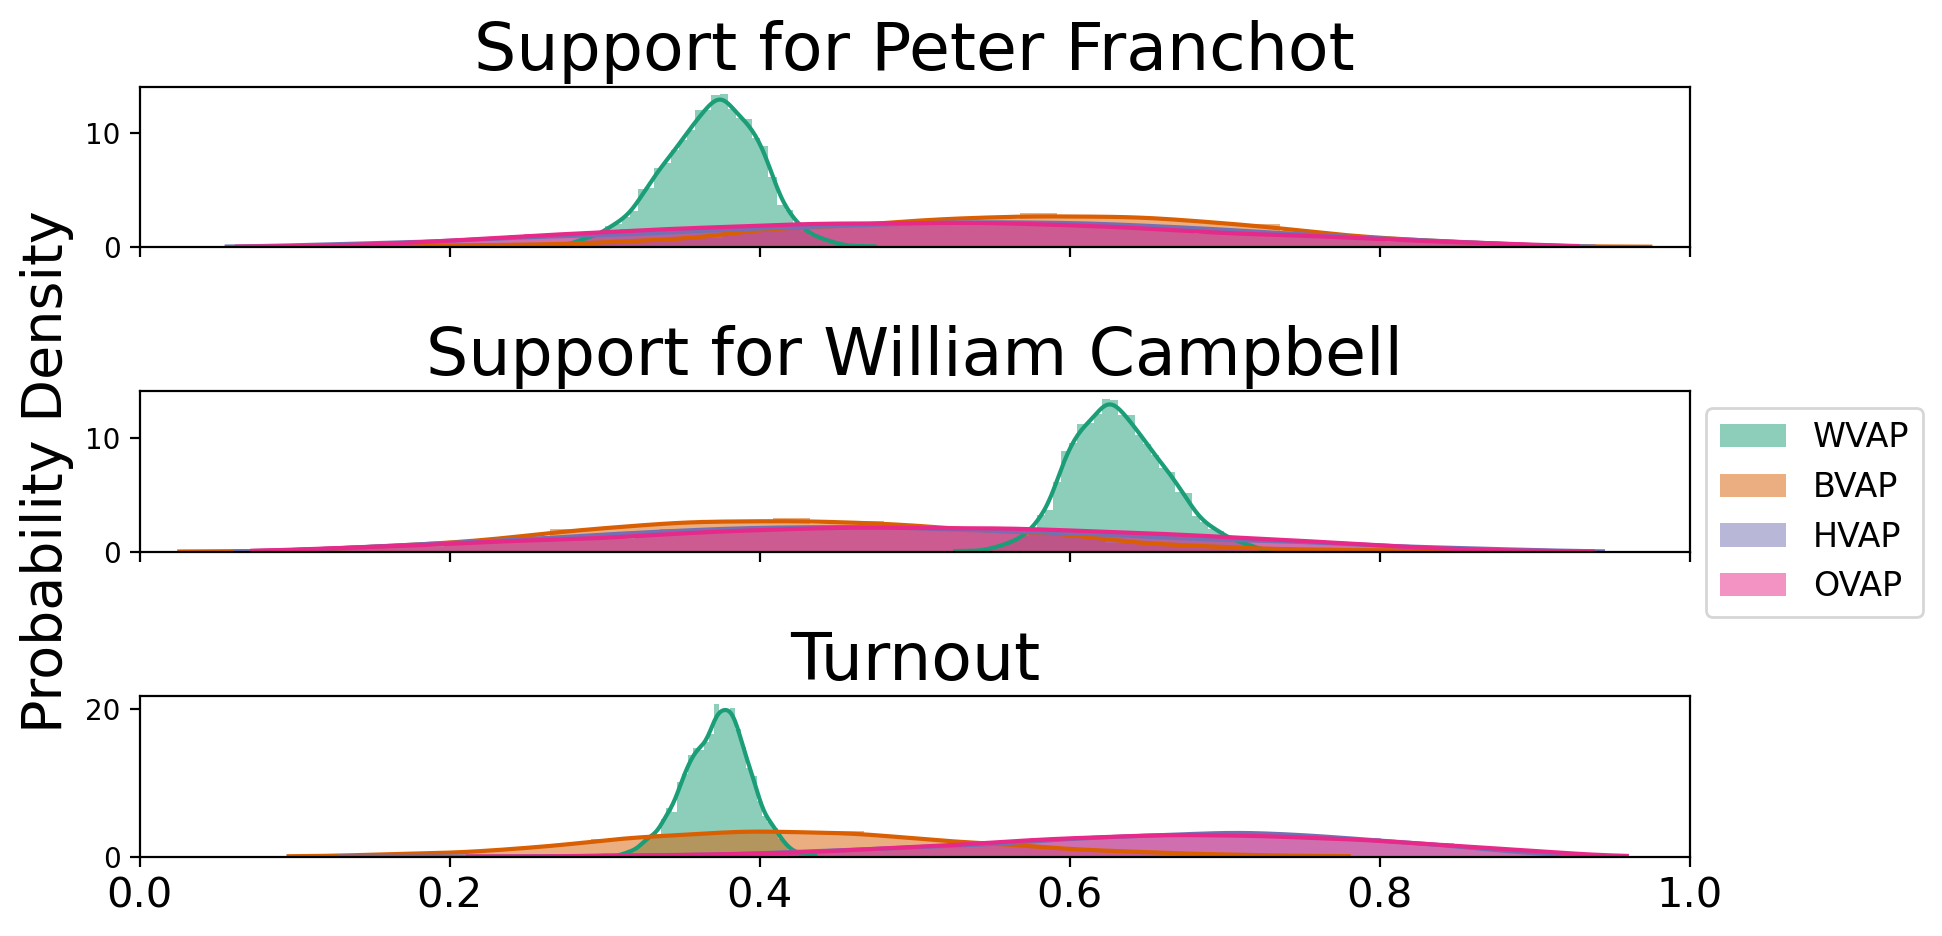 Support for Peter Franchot
10
0
Support for William Campbell
10
0
Turnout
20
0
0.0 0.2 0.4 0.6 0.8 1.0
Probability Density
WVAP
BVAP
HVAP
OVAP